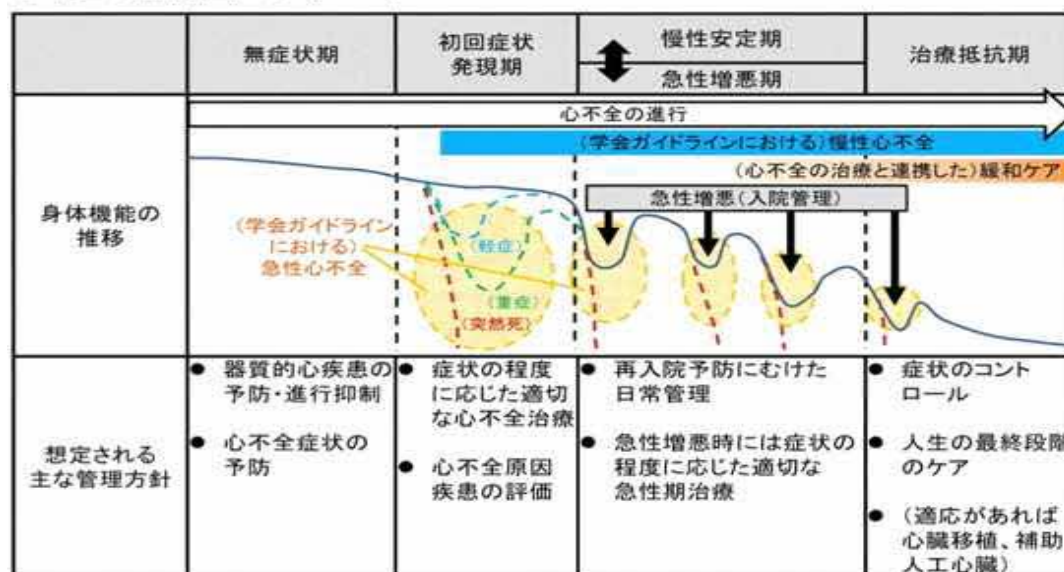 無症状期
初回症状
発現期
慢性安定期
急性増悪期
治療抵抗期
身体機能の
推移
心不全の進行
(学会ガイドラインにおける)慢性心不全
(心不全の治療と連携した)緩和ケア
急性増悪(入院管理)
(学会ガイドライン
における)
急性心不全
(軽症)
(重症)
(突然死)
想定される
主な管理方針
● 器質的心疾患の
予防・進行抑制
● 心不全症状の
予防
● 症状の程度
に応じた適切
な心不全治療
● 心不全原因
疾患の評価
● 再入院予防にむけた
日常管理
● 急性増悪時には症状の
程度に応じた適切な
急性期治療
● 症状のコント
ロール
● 人生の最終段階
のケア
● (適応があれば
心臓移植、補助
人工心臓)